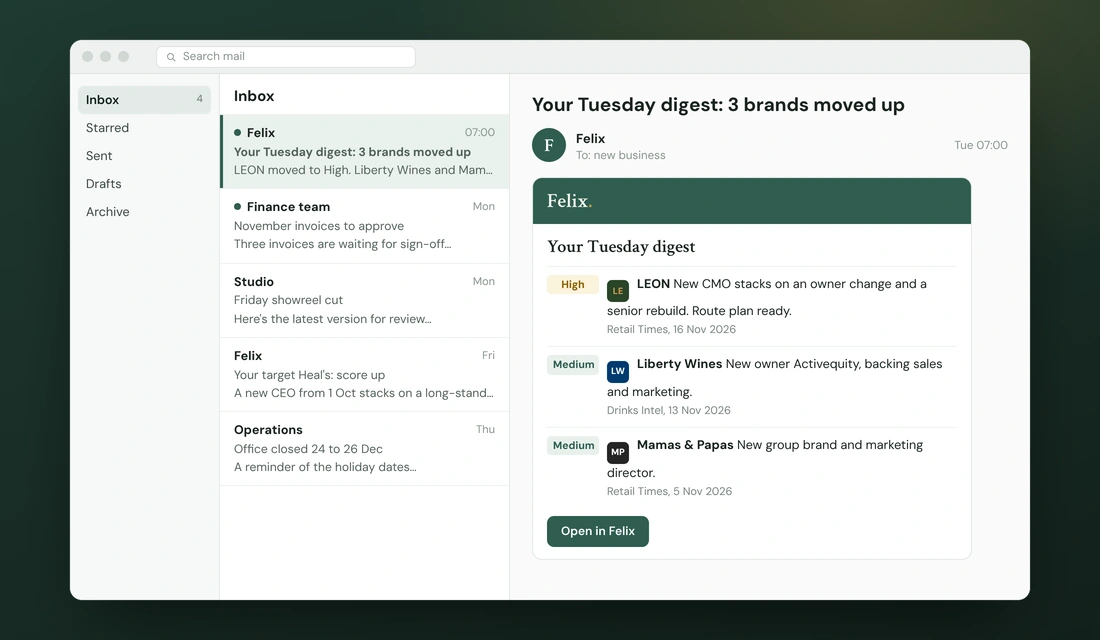 Search mail
Inbox 4
Starred
Sent
Drafts
Archive
Inbox
Felix 07:00
Your Tuesday digest: 3 brands moved up
LEON moved to High. Liberty Wines and Mam...
Finance team Mon
November invoices to approve
Three invoices are waiting for sign-off...
Studio Mon
Friday showreel cut
Here's the latest version for review...
Felix Fri
Your target Heal's: score up
A new CEO from 1 Oct stacks on a long-stand...
Operations Thu
Office closed 24 to 26 Dec
A reminder of the holiday dates...
Your Tuesday digest: 3 brands moved up
F
Felix
To: new business
Tue 07:00
Felix.
Your Tuesday digest
High LE LEON New CMO stacks on an owner change and a
senior rebuild. Route plan ready.
Retail Times, 16 Nov 2026
Medium LW Liberty Wines New owner Activequity, backing sales
and marketing.
Drinks Intel, 13 Nov 2026
Medium MP Mamas & Papas New group brand and marketing
director.
Retail Times, 5 Nov 2026
Open in Felix